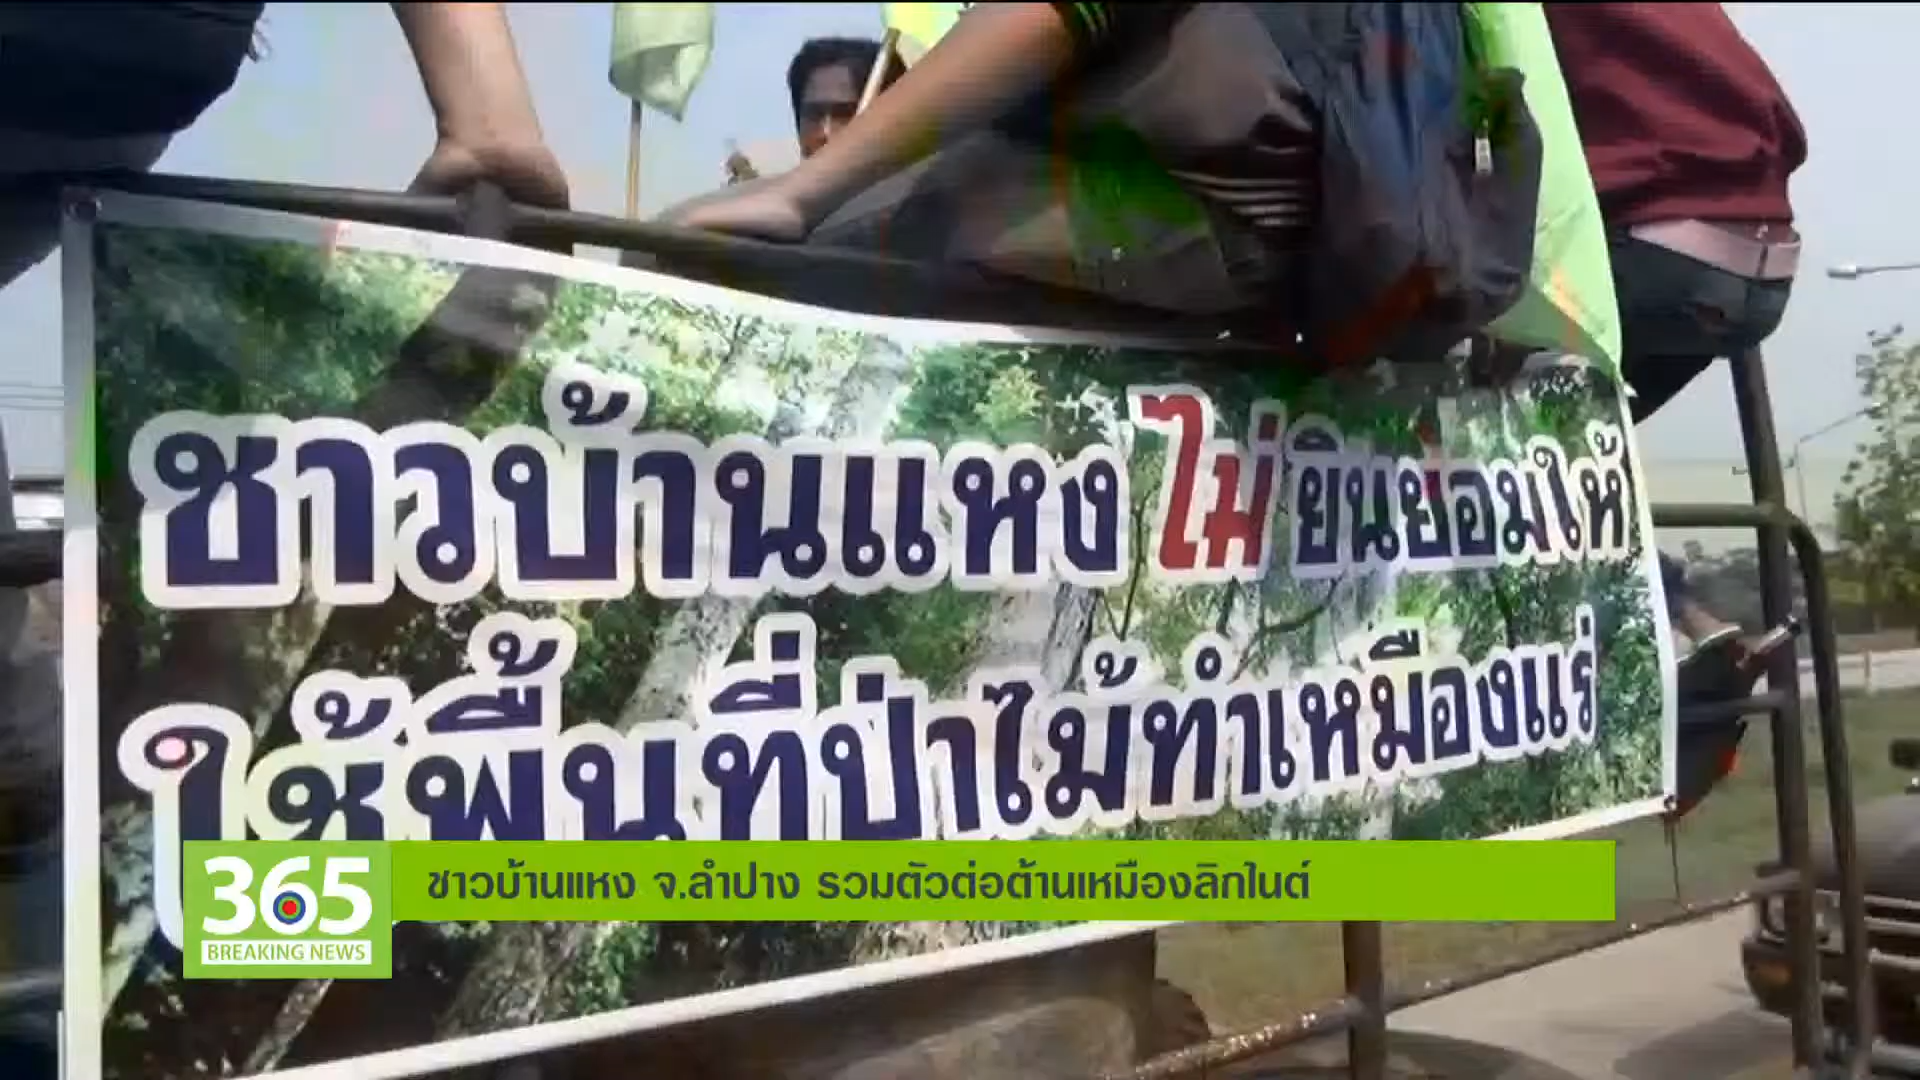 ชาวบ้านแหง ไม่ ยินย่อมให้
ใช้พื้นที่ป่าไม้ทำเหมืองแร่
365
BREAKING NEWS
ชาวบ้านแหง จ.ลำปาง รวมตัวต่อต้านเหมืองลิกไนต์